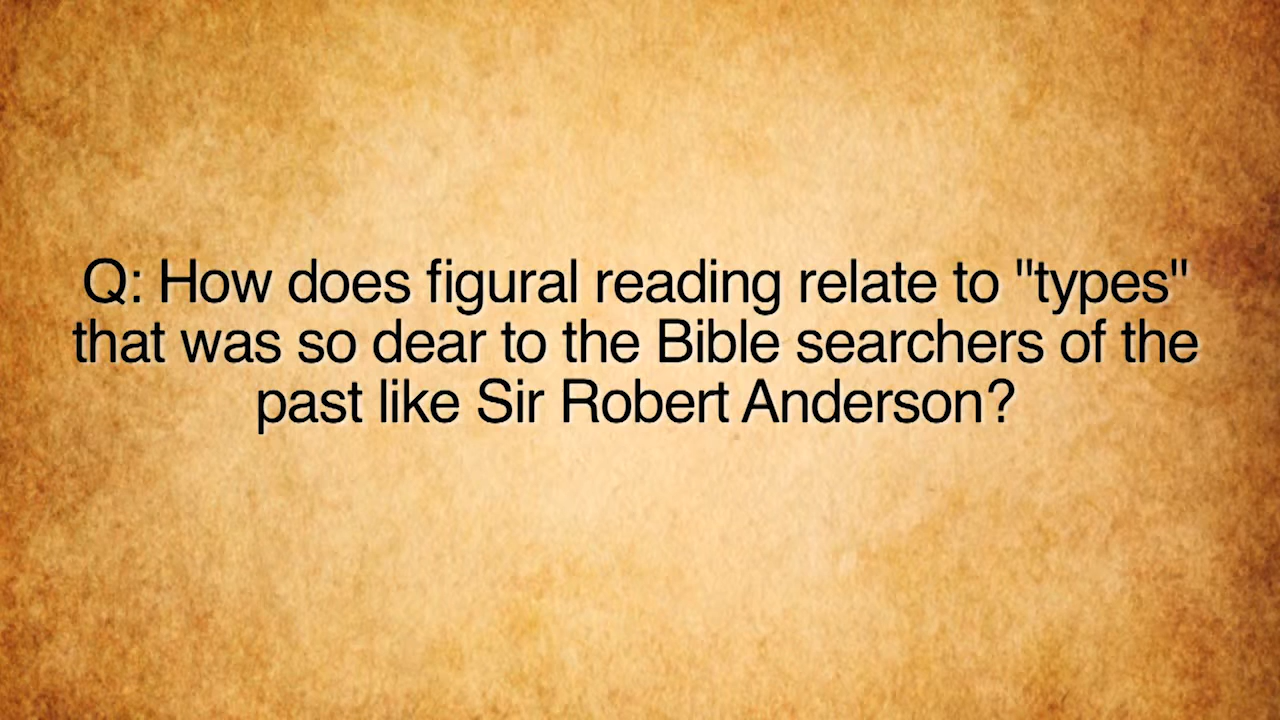 Q: How does figural reading relate to "types"
that was so dear to the Bible searchers of the
past like Sir Robert Anderson?